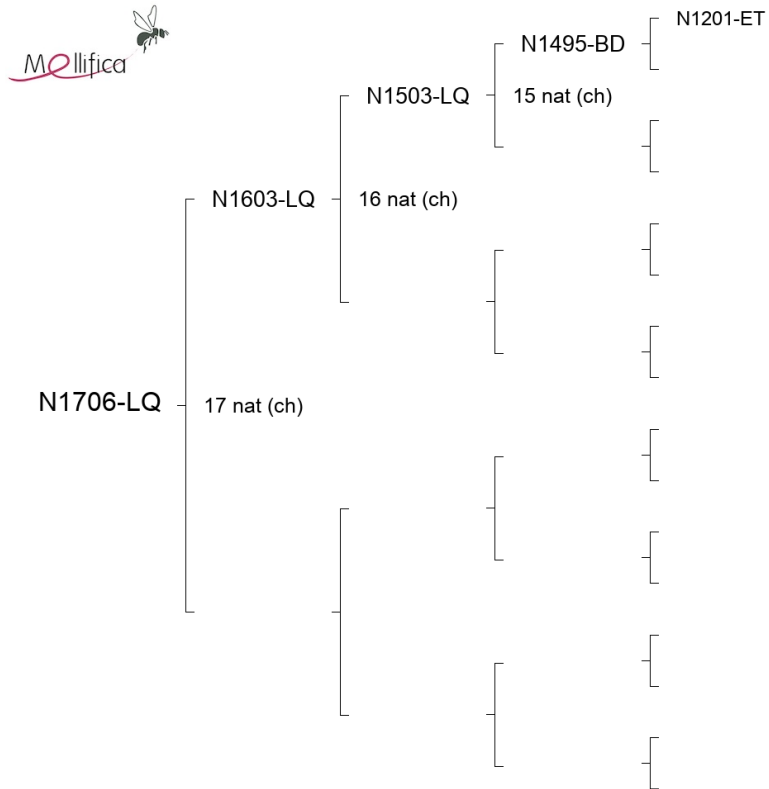 Mellifica
N1201-ET
N1495-BD
N1503-LQ
15 nat (ch)
N1603-LQ
16 nat (ch)
N1706-LQ
17 nat (ch)